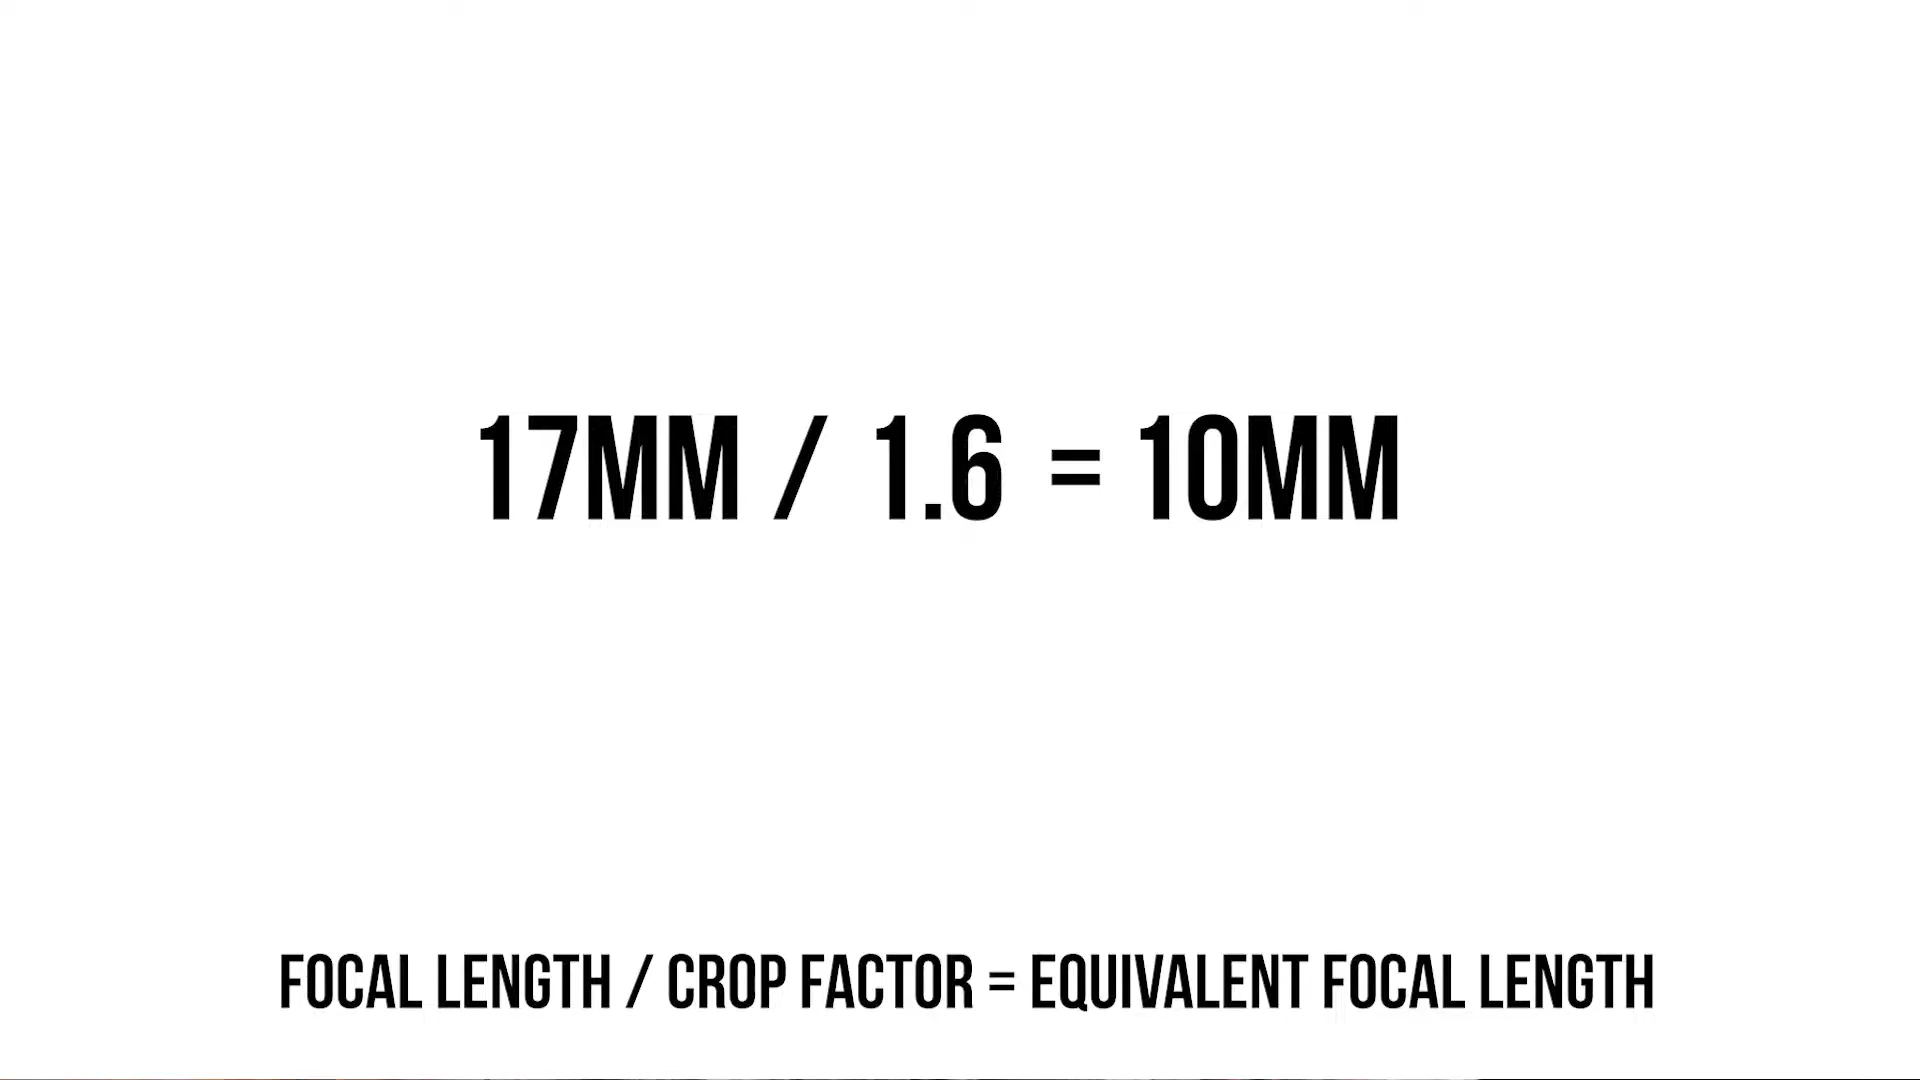 17MM / 1.6 = 10MM
FOCAL LENGTH / CROP FACTOR = EQUIVALENT FOCAL LENGTH